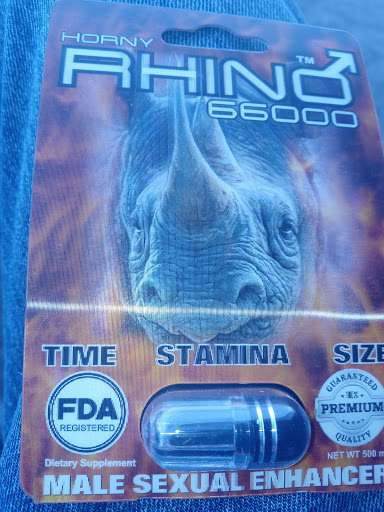 HORNY
RHINO™
66000
TIME STAMINA SIZE
FDA
REGISTERED
GUARANTEED
PREMIUM
QUALITY
Dietary Supplement
NET WT 500 m
MALE SEXUAL ENHANCER